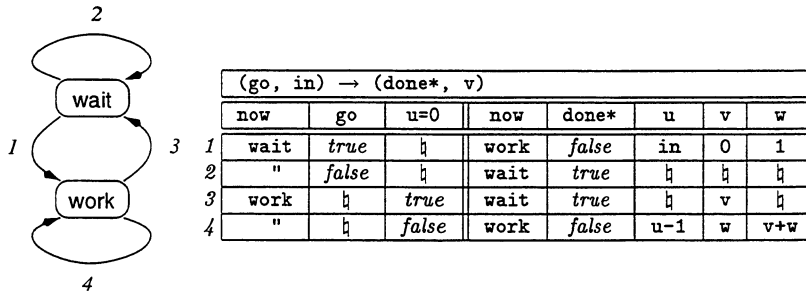 2
wait
1
3
work
4
(go, in) → (done*, v)
now go u=0 now done* u v w
1 wait true ♮ work false in 0 1
2 " false ♮ wait true ♮ ♮ ♮
3 work ♮ true wait true ♮ v ♮
4 " ♮ false work false u-1 w v+w